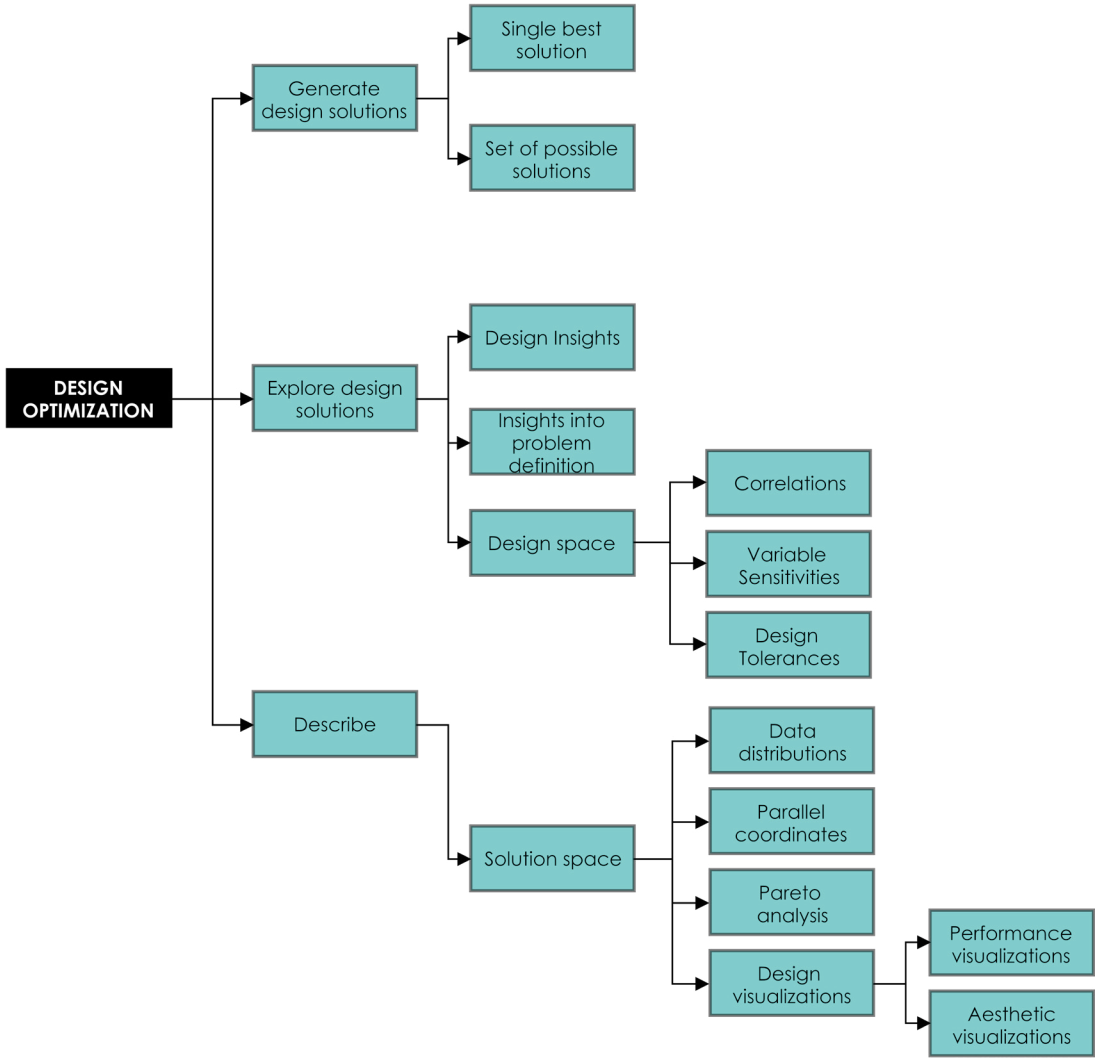 Single best
solution
Generate
design solutions
Set of possible
solutions
Design Insights
DESIGN
OPTIMIZATION
Explore design
solutions
Insights into
problem
definition
Correlations
Design space
Variable
Sensitivities
Design
Tolerances
Describe
Data
distributions
Parallel
coordinates
Solution space
Pareto
analysis
Performance
visualizations
Design
visualizations
Aesthetic
visualizations